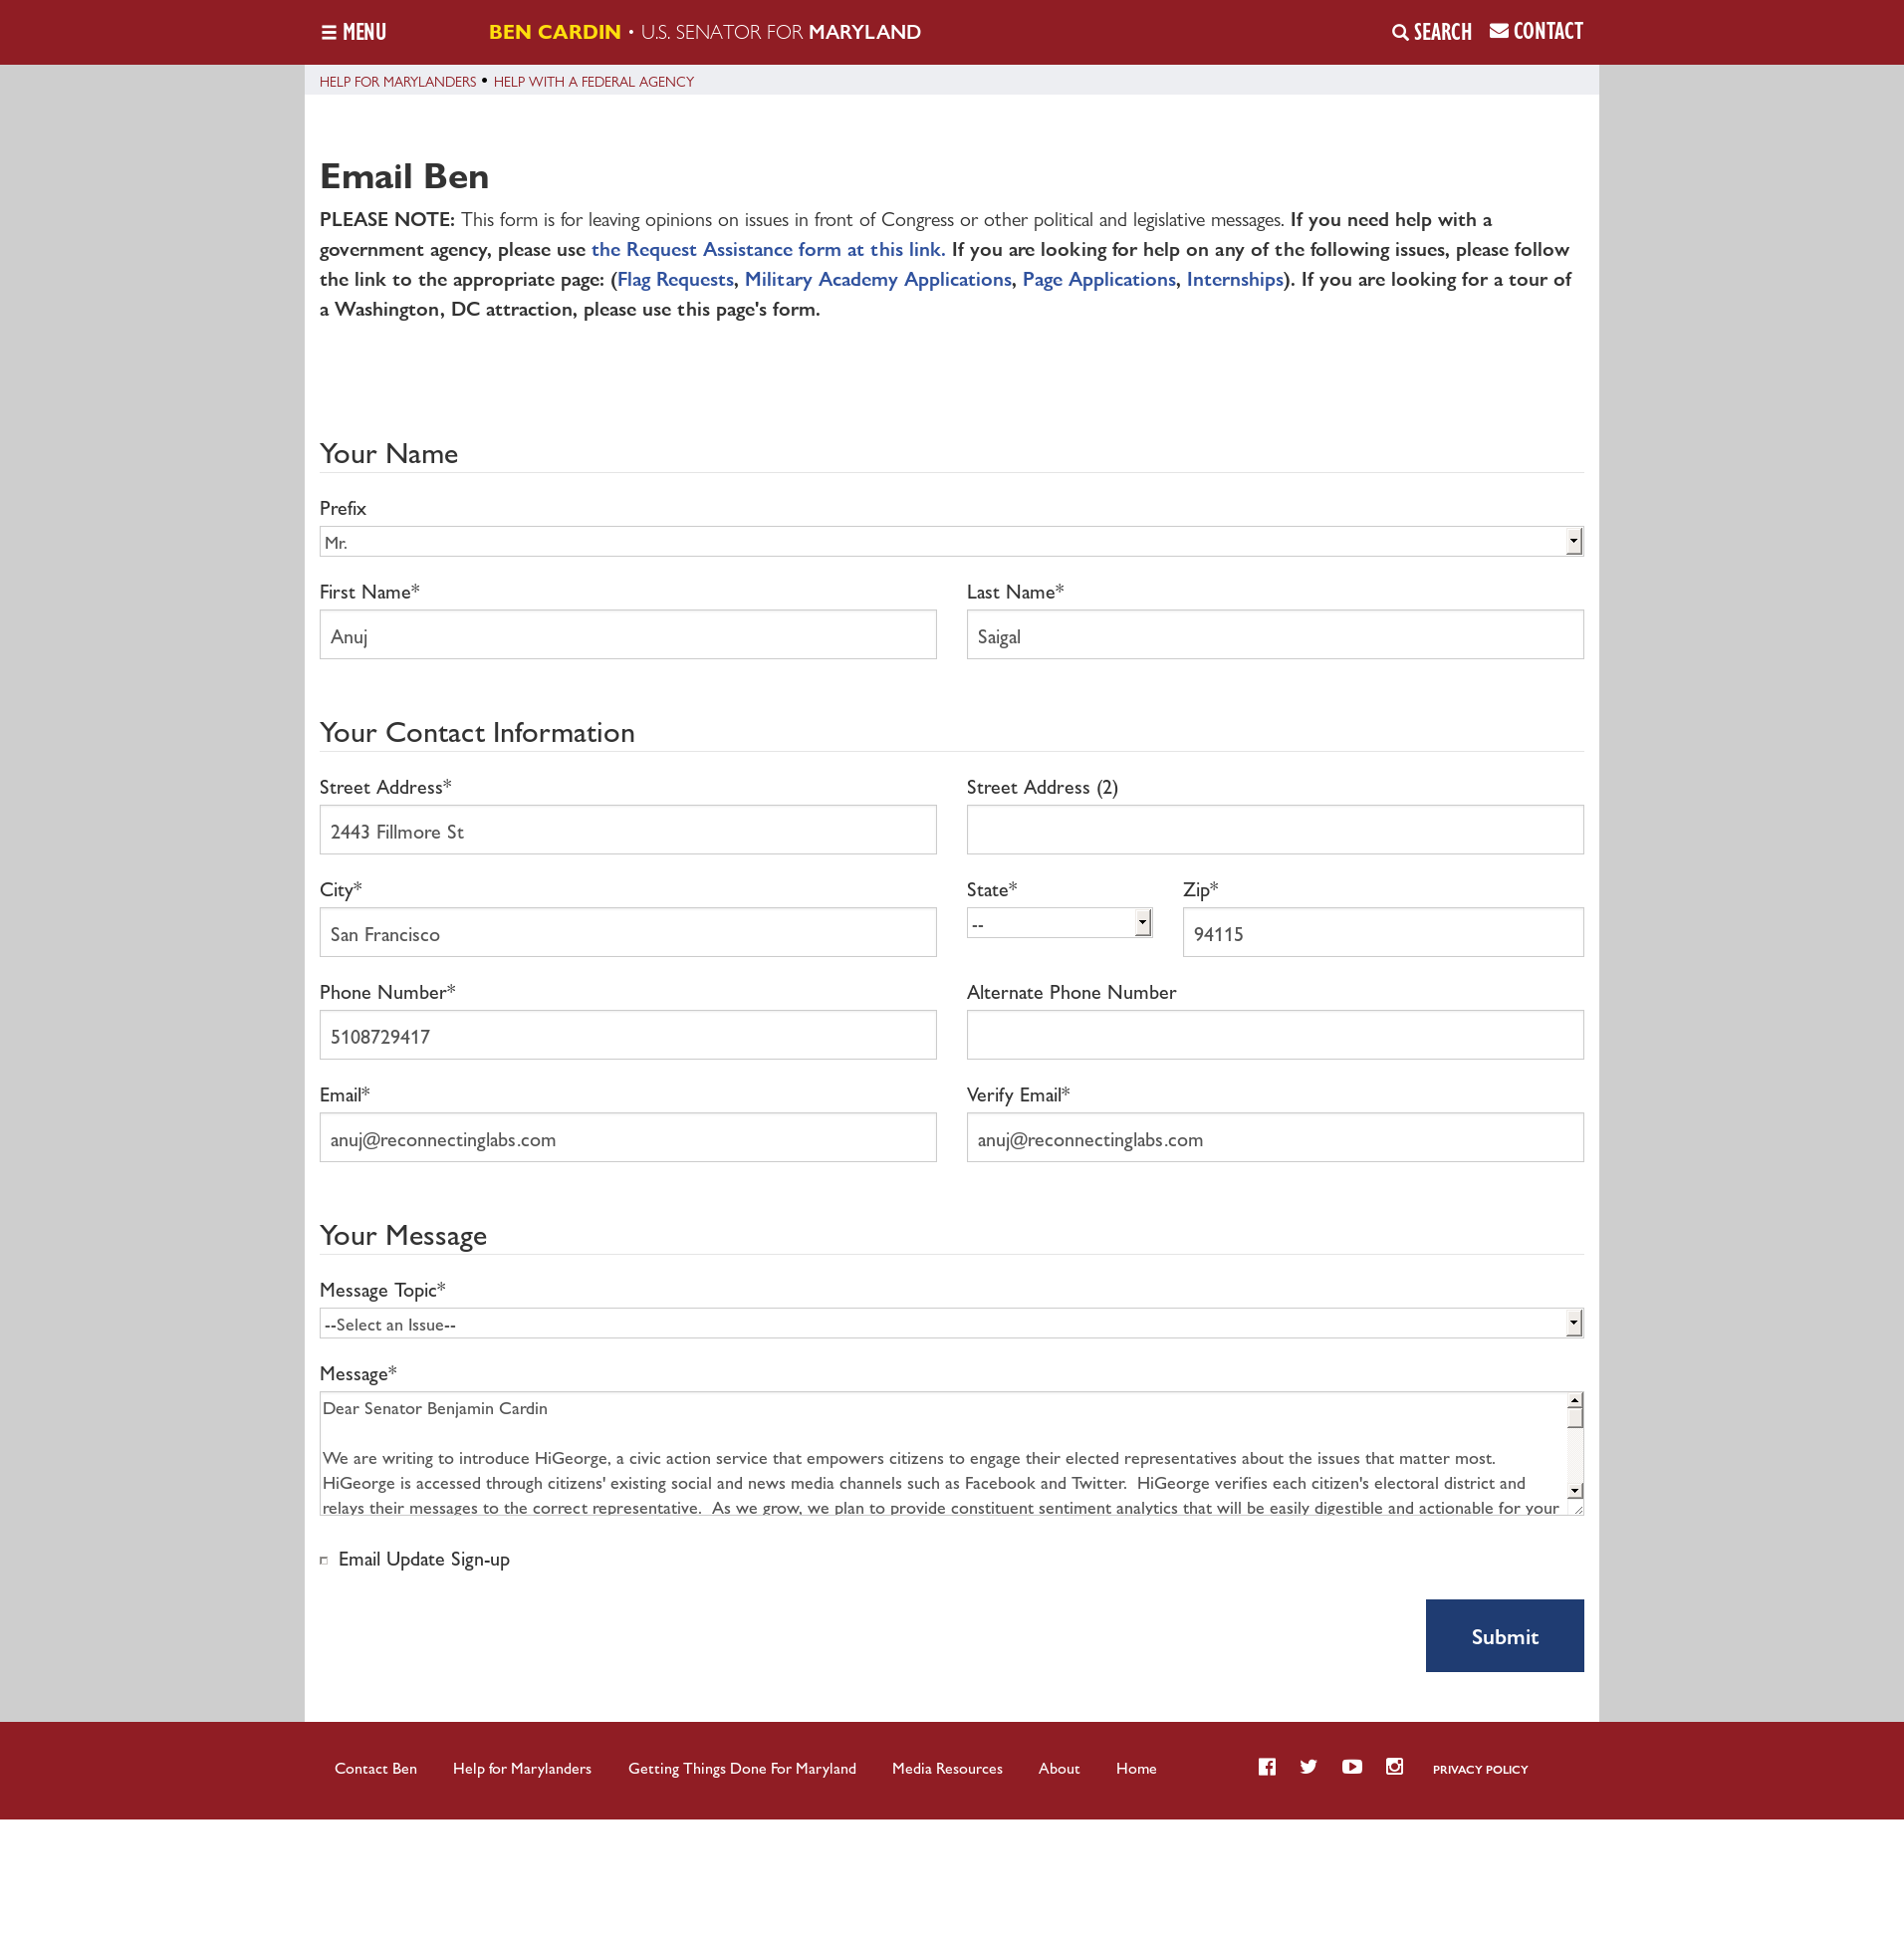 MENU
BEN CARDIN • U.S. SENATOR FOR MARYLAND
SEARCH
CONTACT
HELP FOR MARYLANDERS • HELP WITH A FEDERAL AGENCY
Email Ben
PLEASE NOTE: This form is for leaving opinions on issues in front of Congress or other political and legislative messages. If you need help with a
government agency, please use the Request Assistance form at this link. If you are looking for help on any of the following issues, please follow
the link to the appropriate page: (Flag Requests, Military Academy Applications, Page Applications, Internships). If you are looking for a tour of
a Washington, DC attraction, please use this page's form.
Your Name
Prefix
Mr.
First Name*
Last Name*
Anuj
Saigal
Your Contact Information
Street Address*
Street Address (2)
2443 Fillmore St
City*
State*
Zip*
San Francisco
--
94115
Phone Number*
Alternate Phone Number
5108729417
Email*
Verify Email*
anuj@reconnectinglabs.com
anuj@reconnectinglabs.com
Your Message
Message Topic*
--Select an Issue--
Message*
Dear Senator Benjamin Cardin
We are writing to introduce HiGeorge, a civic action service that empowers citizens to engage their elected representatives about the issues that matter most.
HiGeorge is accessed through citizens' existing social and news media channels such as Facebook and Twitter.  HiGeorge verifies each citizen's electoral district and
relays their messages to the correct representative.  As we grow, we plan to provide constituent sentiment analytics that will be easily digestible and actionable for your
Email Update Sign-up
Submit
Contact Ben
Help for Marylanders
Getting Things Done For Maryland
Media Resources
About
Home
PRIVACY POLICY